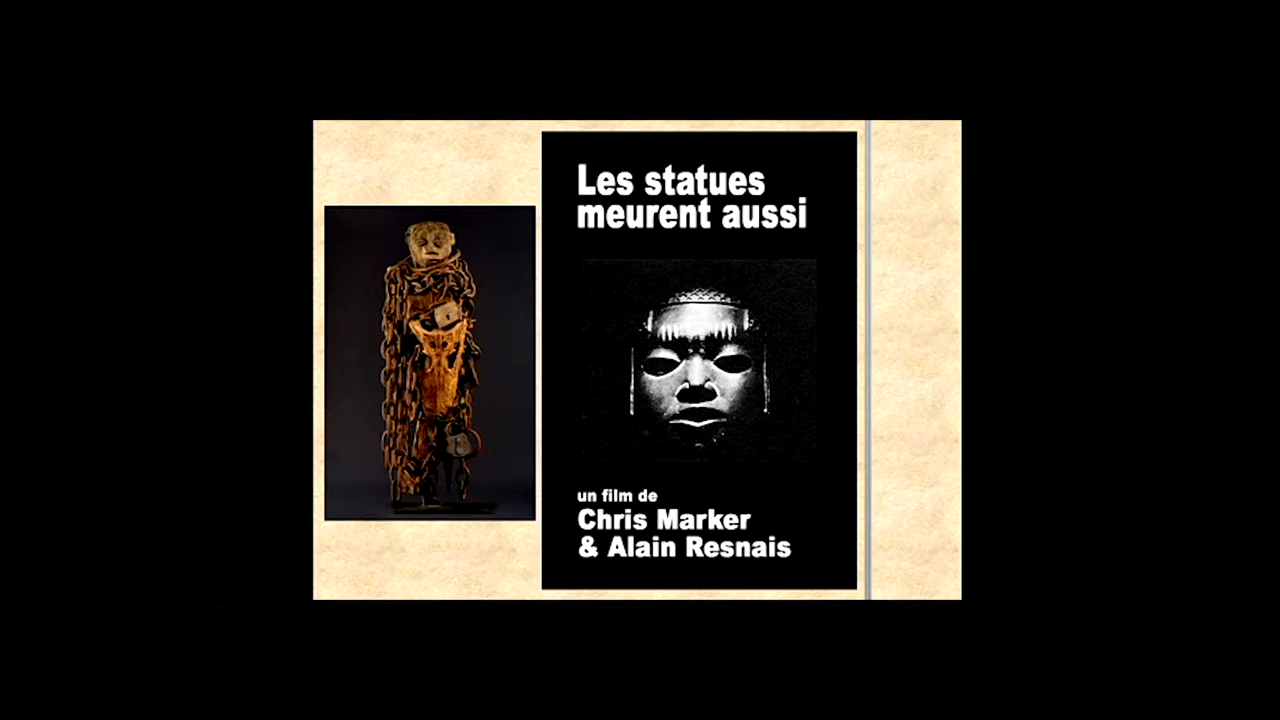 Les statues
meurent aussi
un film de
Chris Marker
& Alain Resnais